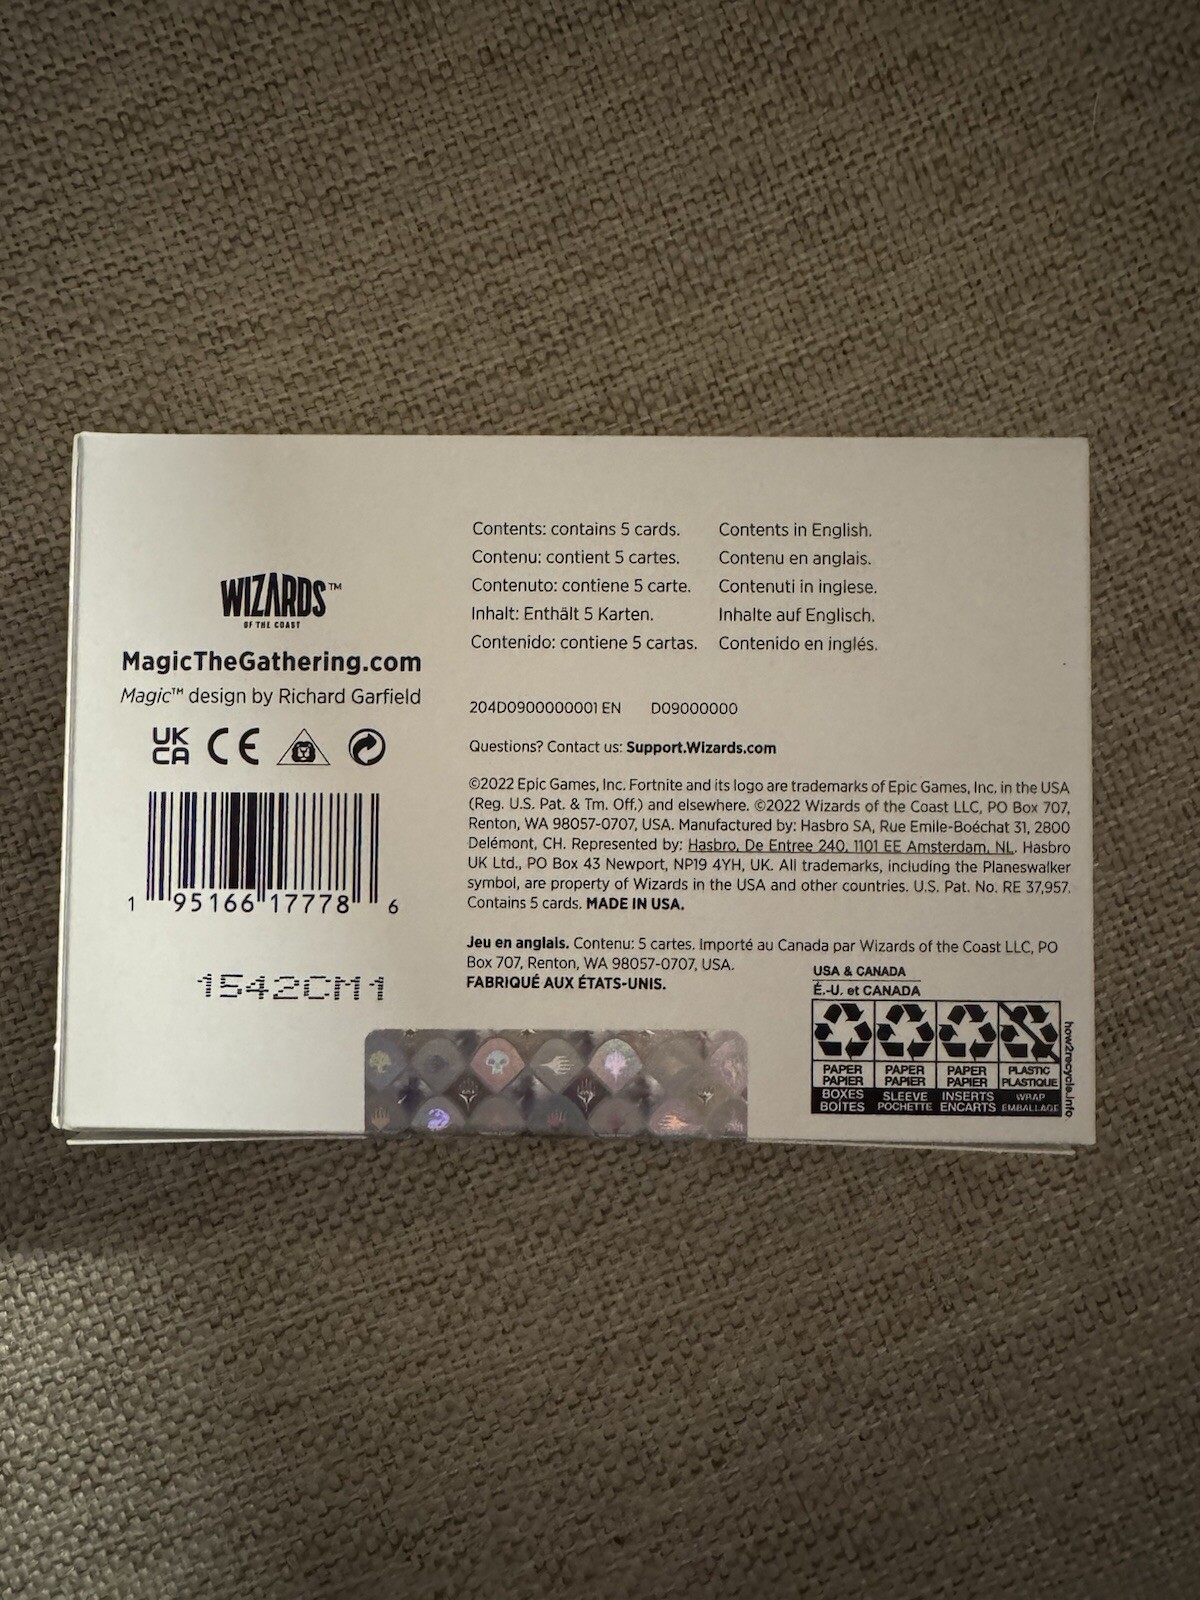 WIZARDS™
OF THE COAST
MagicTheGathering.com
Magic™ design by Richard Garfield
UK
CA CE
1 95166 17778 6
1542CM1
Contents: contains 5 cards. Contents in English.
Contenu: contient 5 cartes. Contenu en anglais.
Contenuto: contiene 5 carte. Contenuti in inglese.
Inhalt: Enthält 5 Karten. Inhalte auf Englisch.
Contenido: contiene 5 cartas. Contenido en inglés.
204D0900000001 EN D09000000
Questions? Contact us: Support.Wizards.com
©2022 Epic Games, Inc. Fortnite and its logo are trademarks of Epic Games, Inc. in the USA
(Reg. U.S. Pat. & Tm. Off.) and elsewhere. ©2022 Wizards of the Coast LLC, PO Box 707,
Renton, WA 98057-0707, USA. Manufactured by: Hasbro SA, Rue Emile-Boéchat 31, 2800
Delémont, CH. Represented by: Hasbro, De Entree 240, 1101 EE Amsterdam, NL. Hasbro
UK Ltd., PO Box 43 Newport, NP19 4YH, UK. All trademarks, including the Planeswalker
symbol, are property of Wizards in the USA and other countries. U.S. Pat. No. RE 37,957.
Contains 5 cards. MADE IN USA.
Jeu en anglais. Contenu: 5 cartes. Importé au Canada par Wizards of the Coast LLC, PO
Box 707, Renton, WA 98057-0707, USA.
FABRIQUÉ AUX ÉTATS-UNIS.
USA & CANADA
É.-U. et CANADA
PAPER PAPER PAPER PLASTIC
PAPIER PAPIER PAPIER PLASTIQUE
BOXES SLEEVE INSERTS WRAP
BOÎTES POCHETTE ENCARTS EMBALLAGE
how2recycle.info